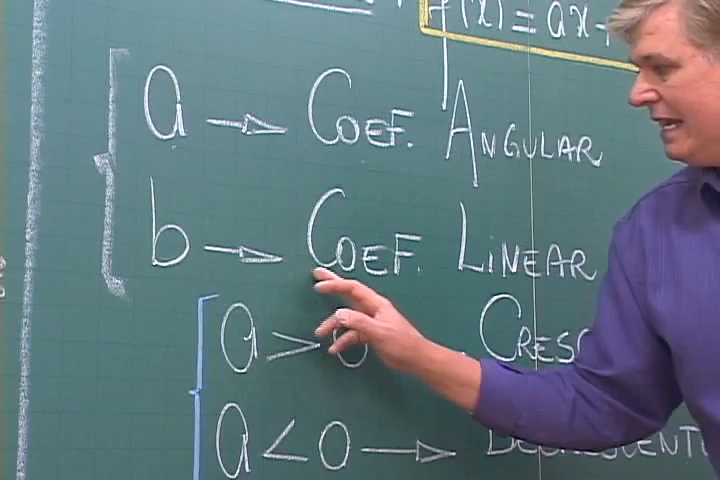 f(x) = ax +
a → COEF. ANGULAR
b → COEF. LINEAR
a > 0
a < 0 →